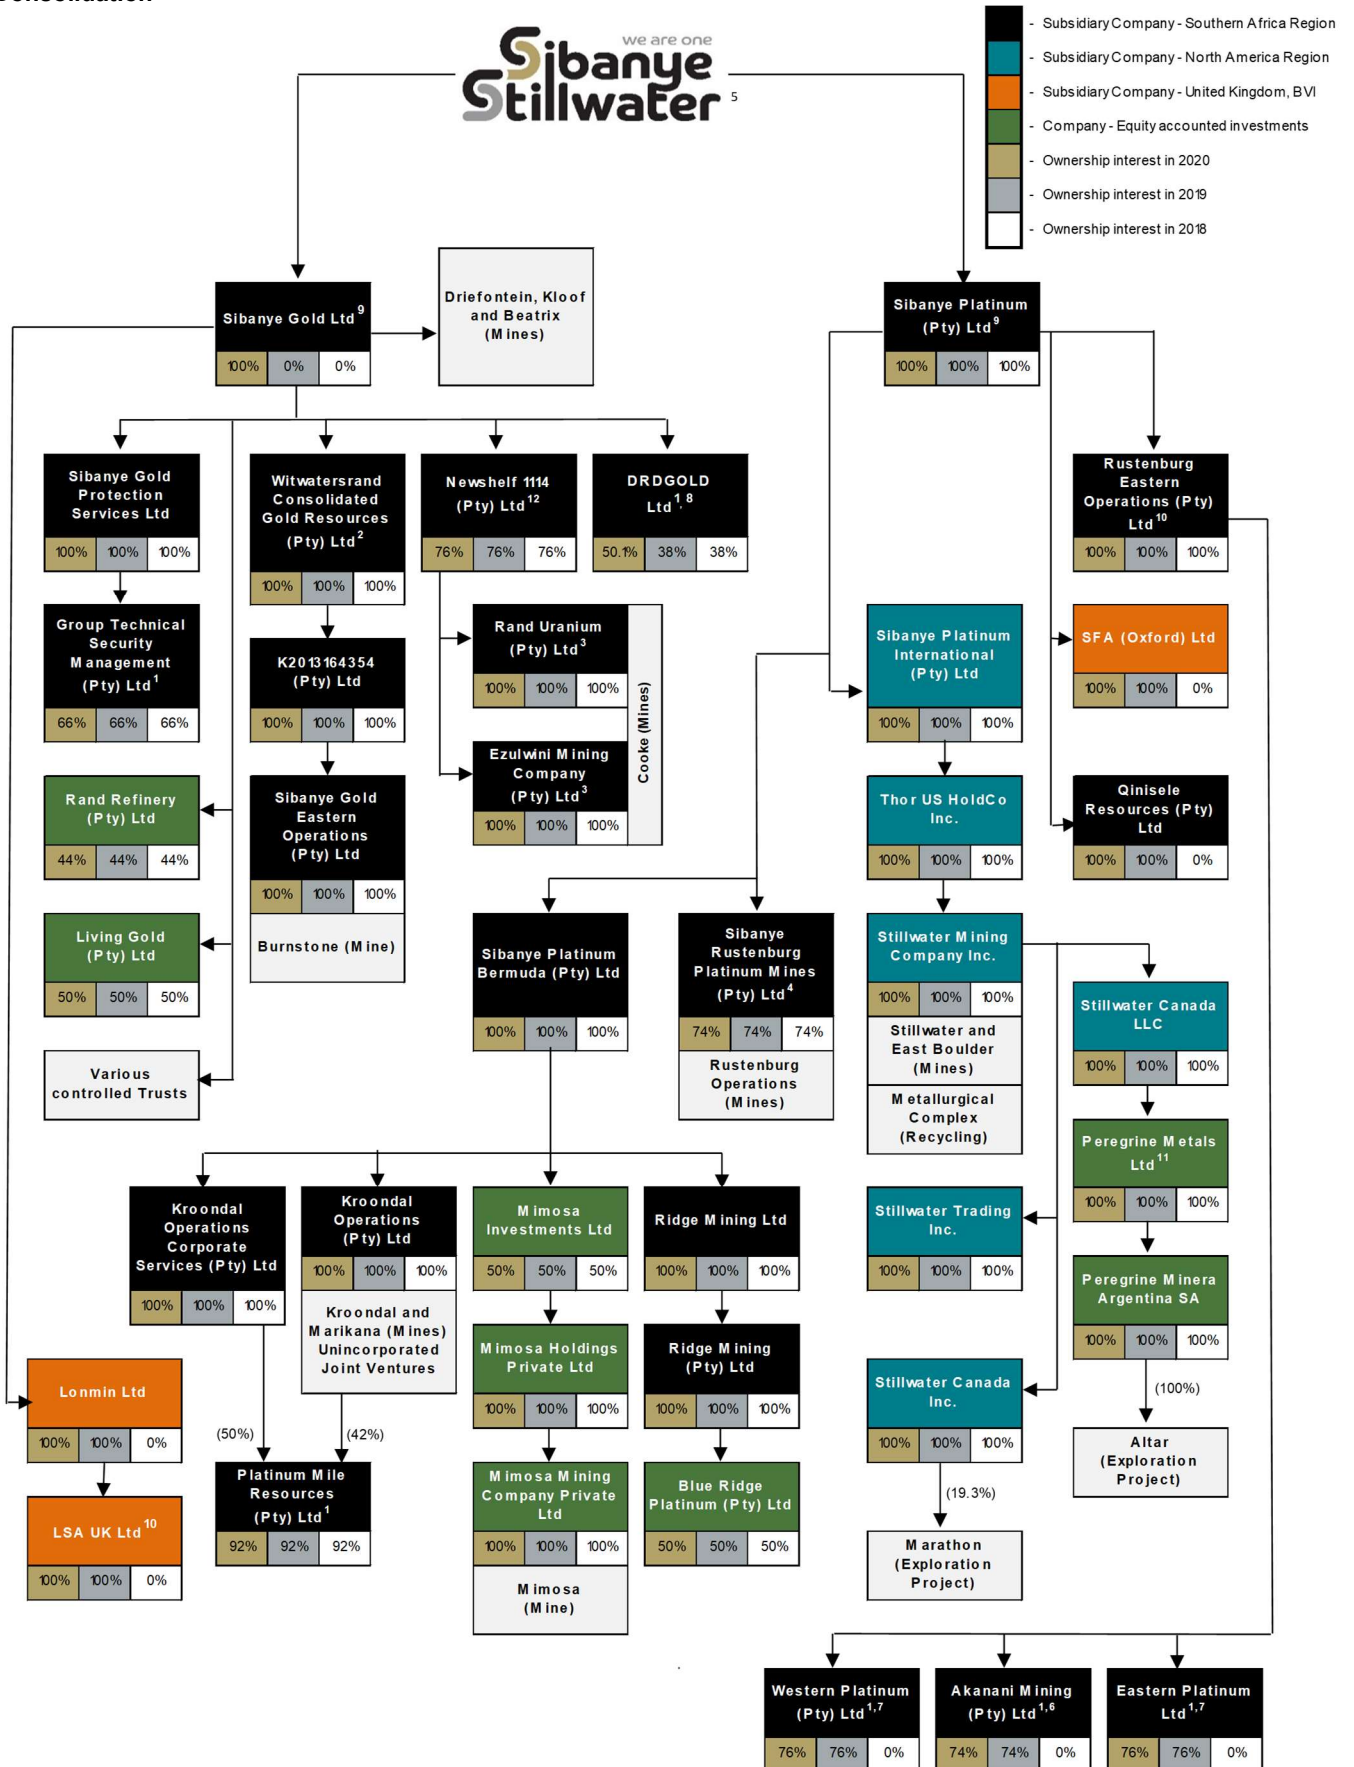 Consolidation
we are one
Sibanye
Stillwater 5
- Subsidiary Company - Southern Africa Region
- Subsidiary Company - North America Region
- Subsidiary Company - United Kingdom, BVI
- Company - Equity accounted investments
- Ownership interest in 2020
- Ownership interest in 2019
- Ownership interest in 2018
Sibanye Gold Ltd 9
100% 0% 0%
Driefontein, Kloof
and Beatrix
(Mines)
Sibanye Platinum
(Pty) Ltd 9
100% 100% 100%
Sibanye Gold
Protection
Services Ltd
100% 100% 100%
Witwatersrand
Consolidated
Gold Resources
(Pty) Ltd 2
100% 100% 100%
Newshelf 1114
(Pty) Ltd 12
76% 76% 76%
DRDGOLD
Ltd 1, 8
50.1% 38% 38%
Rustenburg
Eastern
Operations (Pty)
Ltd 10
100% 100% 100%
Group Technical
Security
Management
(Pty) Ltd 1
66% 66% 66%
K2013164354
(Pty) Ltd
100% 100% 100%
Rand Uranium
(Pty) Ltd 3
100% 100% 100%
Ezulwini Mining
Company
(Pty) Ltd 3
100% 100% 100%
Cooke (Mines)
Sibanye Platinum
International
(Pty) Ltd
100% 100% 100%
SFA (Oxford) Ltd
100% 100% 0%
Rand Refinery
(Pty) Ltd
44% 44% 44%
Sibanye Gold
Eastern
Operations
(Pty) Ltd
100% 100% 100%
Burnstone (Mine)
Thor US HoldCo
Inc.
100% 100% 100%
Qinisele
Resources (Pty)
Ltd
100% 100% 0%
Living Gold
(Pty) Ltd
50% 50% 50%
Sibanye Platinum
Bermuda (Pty) Ltd
100% 100% 100%
Sibanye
Rustenburg
Platinum Mines
(Pty) Ltd 4
74% 74% 74%
Rustenburg
Operations
(Mines)
Stillwater Mining
Company Inc.
100% 100% 100%
Stillwater and
East Boulder
(Mines)
Metallurgical
Complex
(Recycling)
Stillwater Canada
LLC
100% 100% 100%
Various
controlled Trusts
Peregrine Metals
Ltd 11
100% 100% 100%
Kroondal
Operations
Corporate
Services (Pty) Ltd
100% 100% 100%
Kroondal
Operations
(Pty) Ltd
100% 100% 100%
Kroondal and
Marikana (Mines)
Unincorporated
Joint Ventures
Mimosa
Investments Ltd
50% 50% 50%
Ridge Mining Ltd
100% 100% 100%
Stillwater Trading
Inc.
100% 100% 100%
Peregrine Minera
Argentina SA
100% 100% 100%
Lonmin Ltd
100% 100% 0%
(50%)
(42%)
Mimosa Holdings
Private Ltd
100% 100% 100%
Ridge Mining
(Pty) Ltd
100% 100% 100%
Stillwater Canada
Inc.
100% 100% 100%
(100%)
Altar
(Exploration
Project)
LSA UK Ltd 10
100% 100% 0%
Platinum Mile
Resources
(Pty) Ltd 1
92% 92% 92%
Mimosa Mining
Company Private
Ltd
100% 100% 100%
Mimosa
(Mine)
Blue Ridge
Platinum (Pty) Ltd
50% 50% 50%
(19.3%)
Marathon
(Exploration
Project)
Western Platinum
(Pty) Ltd 1,7
76% 76% 0%
Akanani Mining
(Pty) Ltd 1,6
74% 74% 0%
Eastern Platinum
Ltd 1,7
76% 76% 0%